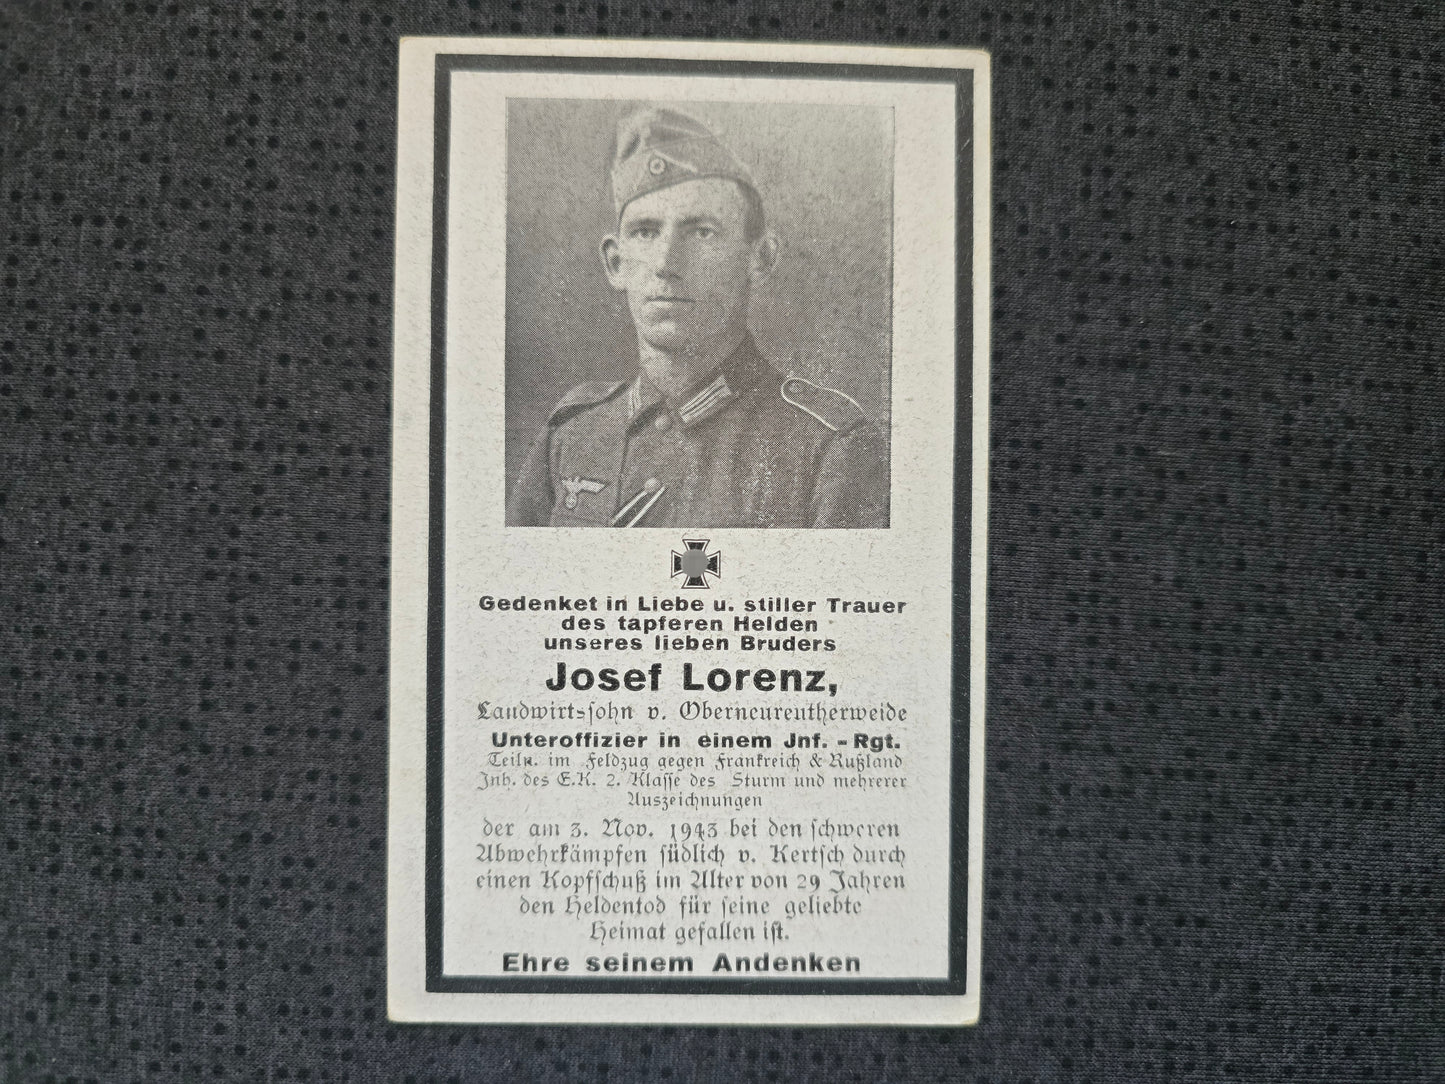 Gedenket in Liebe u. stiller Trauer
des tapferen Helden
unseres lieben Bruders
Josef Lorenz,
Landwirt=sohn v. Oberneureutherweide
Unteroffizier in einem Jnf. - Rgt.
Teiln. im Feldzug gegen Frankreich & Rußland
Inh. des E.K. 2. Klasse des Sturm und mehrerer
Auszeichnungen
der am 3. Nov. 1943 bei den schweren
Abwehrkämpfen südlich v. Kertsch durch
einen Kopfschuß im Alter von 29 Jahren
den Heldentod für seine geliebte
Heimat gefallen ist.
Ehre seinem Andenken